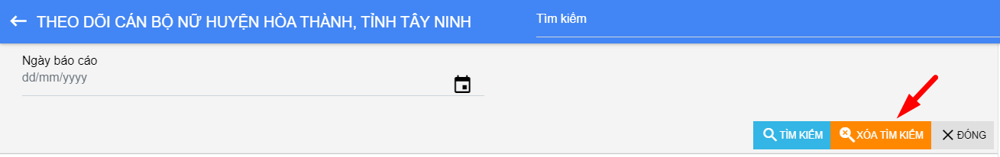 THEO DÕI CÁN BỘ NỮ HUYỆN HÒA THÀNH, TỈNH TÂY NINH
Tìm kiếm
Ngày báo cáo
dd/mm/yyyy
TÌM KIẾM
XÓA TÌM KIẾM
ĐÓNG